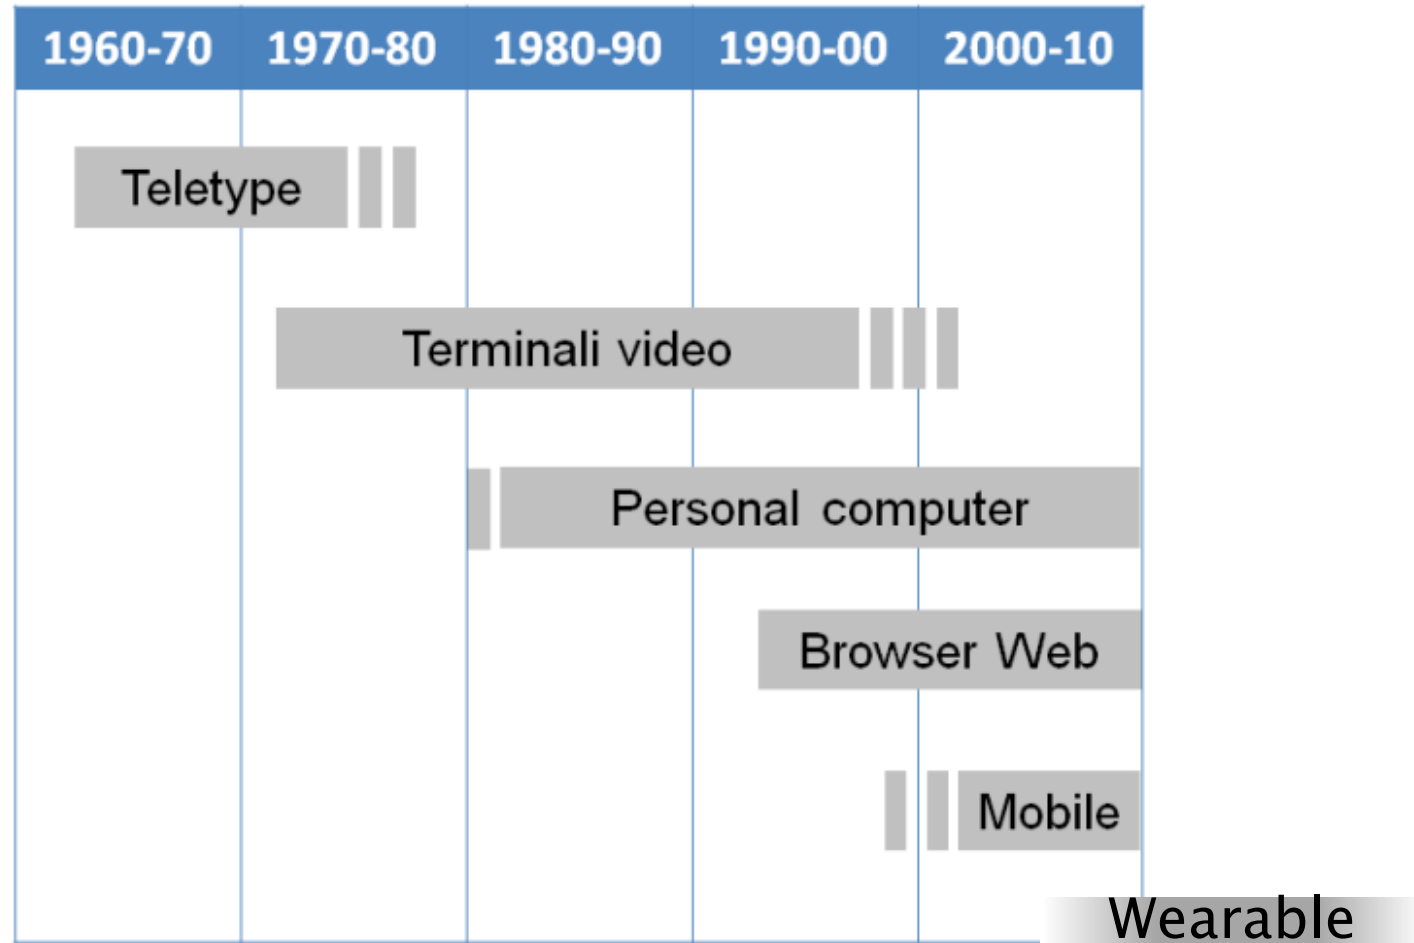 1960-70 1970-80 1980-90 1990-00 2000-10
Teletype
Terminali video
Personal computer
Browser Web
Mobile
Wearable